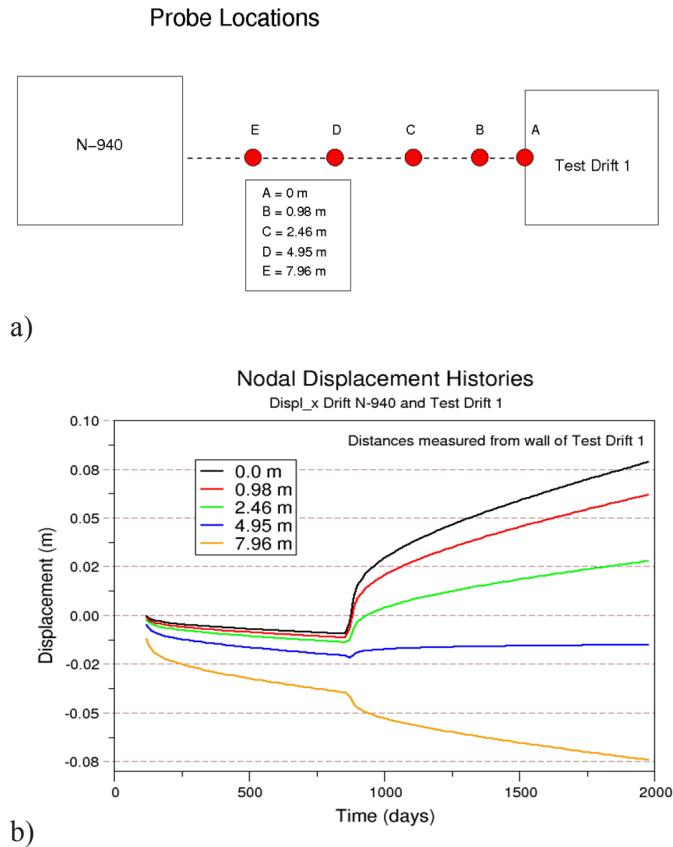 Probe Locations
N-940
E
D
C
B
A
Test Drift 1
A = 0 m
B = 0.98 m
C = 2.46 m
D = 4.95 m
E = 7.96 m
a)
Nodal Displacement Histories
Displ_x Drift N-940 and Test Drift 1
Distances measured from wall of Test Drift 1
0.0 m
0.98 m
2.46 m
4.95 m
7.96 m
Displacement (m)
0.10
0.08
0.05
0.02
0.00
-0.02
-0.05
-0.08
0
500
1000
1500
2000
Time (days)
b)